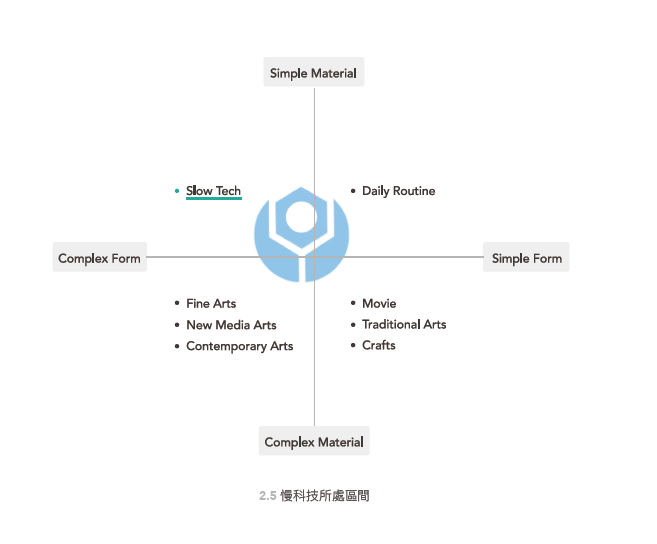 Simple Material
Slow Tech
Daily Routine
Complex Form
Simple Form
Fine Arts
New Media Arts
Contemporary Arts
Movie
Traditional Arts
Crafts
Complex Material
2.5 慢科技所處區間